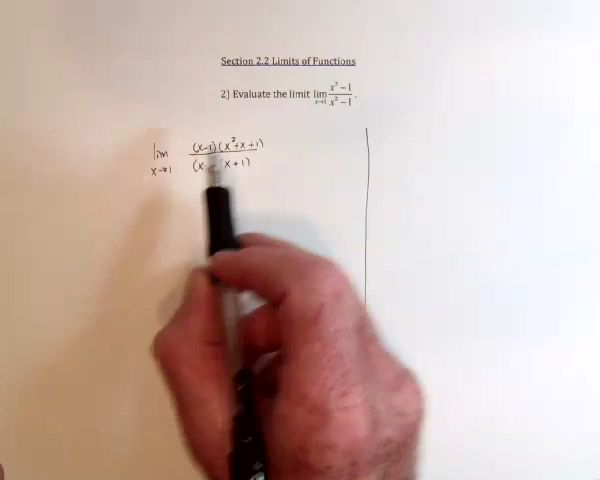 Section 2.2 Limits of Functions
2) Evaluate the limit lim x→1 (x³ − 1)/(x² − 1).
lim x→1 (x-1)(x²+x+1)
(x x+1)